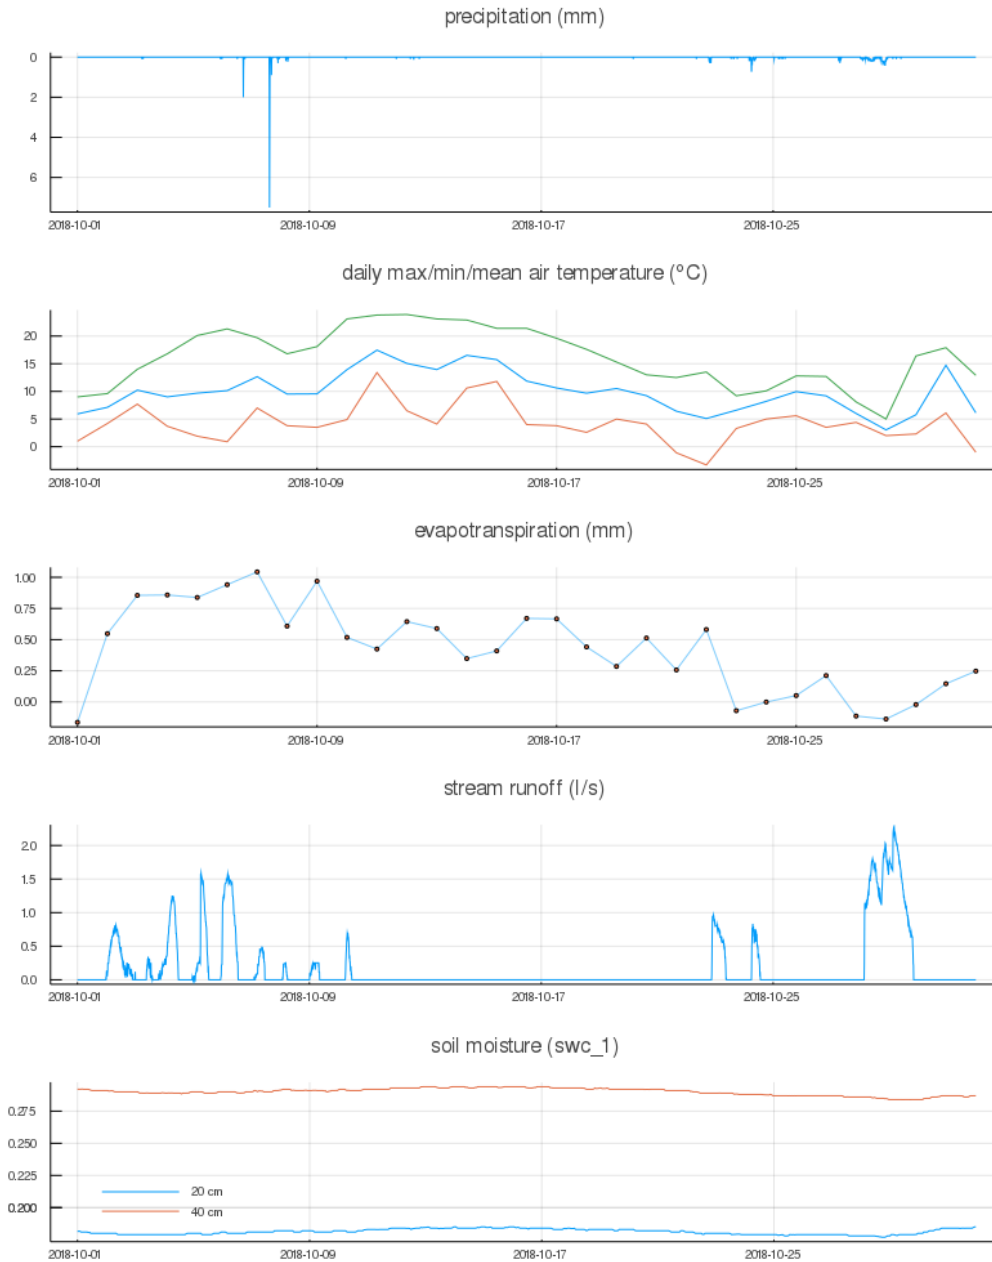 precipitation (mm)
0
2
4
6
2018-10-01 2018-10-09 2018-10-17 2018-10-25
daily max/min/mean air temperature (ºC)
20
15
10
5
0
2018-10-01 2018-10-09 2018-10-17 2018-10-25
evapotranspiration (mm)
1.00
0.75
0.50
0.25
0.00
2018-10-01 2018-10-09 2018-10-17 2018-10-25
stream runoff (l/s)
2.0
1.5
1.0
0.5
0.0
2018-10-01 2018-10-09 2018-10-17 2018-10-25
soil moisture (swc_1)
0.275
0.250
0.225
0.200
20 cm
40 cm
2018-10-01 2018-10-09 2018-10-17 2018-10-25